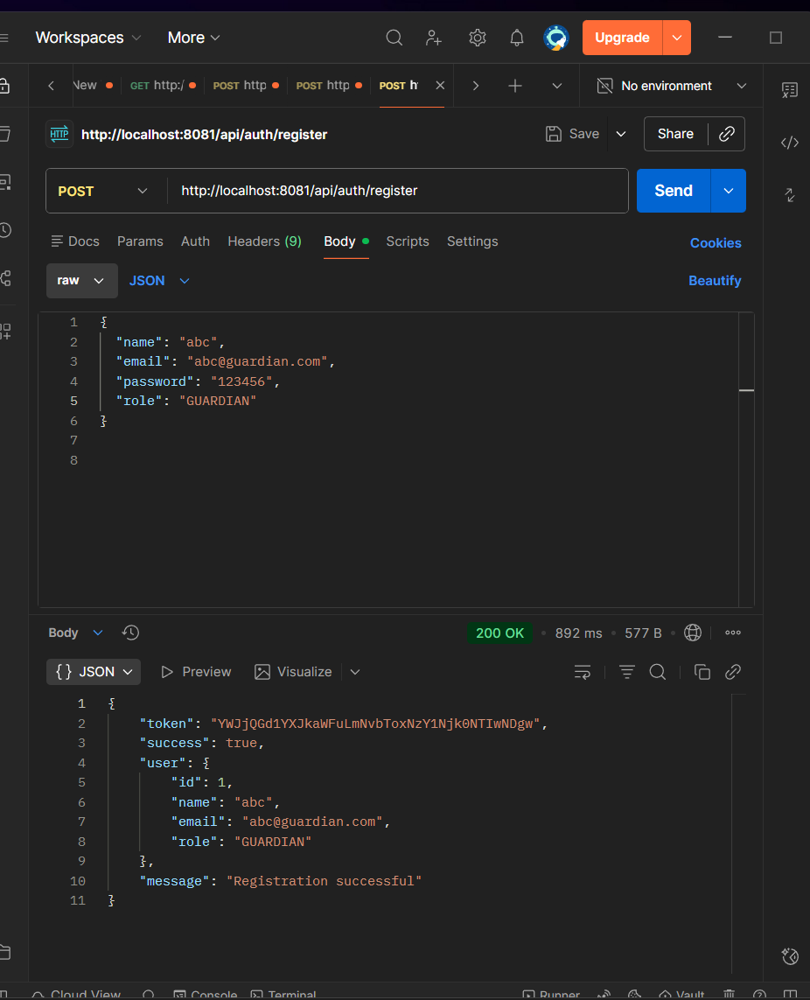 Workspaces More Upgrade
New GET http:/ POST http POST http POST h No environment
HTTP http://localhost:8081/api/auth/register Save Share
POST http://localhost:8081/api/auth/register Send
Docs Params Auth Headers (9) Body Scripts Settings Cookies
raw JSON Beautify
1 {
2 "name": "abc",
3 "email": "abc@guardian.com",
4 "password": "123456",
5 "role": "GUARDIAN"
6 }
7
8
Body 200 OK 892 ms 577 B
{} JSON Preview Visualize
1 {
2 "token": "YWJjQGd1YXJkaWFuLmNvbToxNzY1Njk0NTIwNDgw",
3 "success": true,
4 "user": {
5 "id": 1,
6 "name": "abc",
7 "email": "abc@guardian.com",
8 "role": "GUARDIAN"
9 },
10 "message": "Registration successful"
11 }
Cloud View Console Terminal Runner Vault